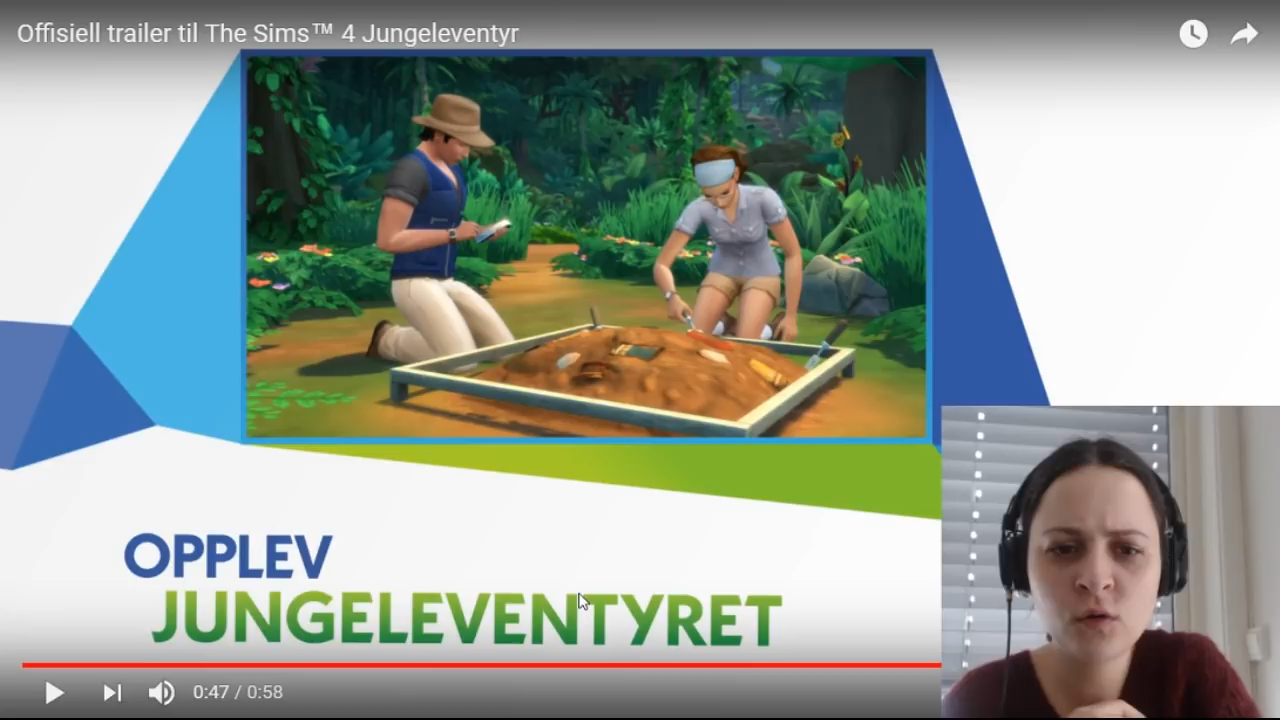 Offisiell trailer til The Sims™ 4 Jungeleventyr
OPPLEV
JUNGELEVENTYRET
0:47 / 0:58